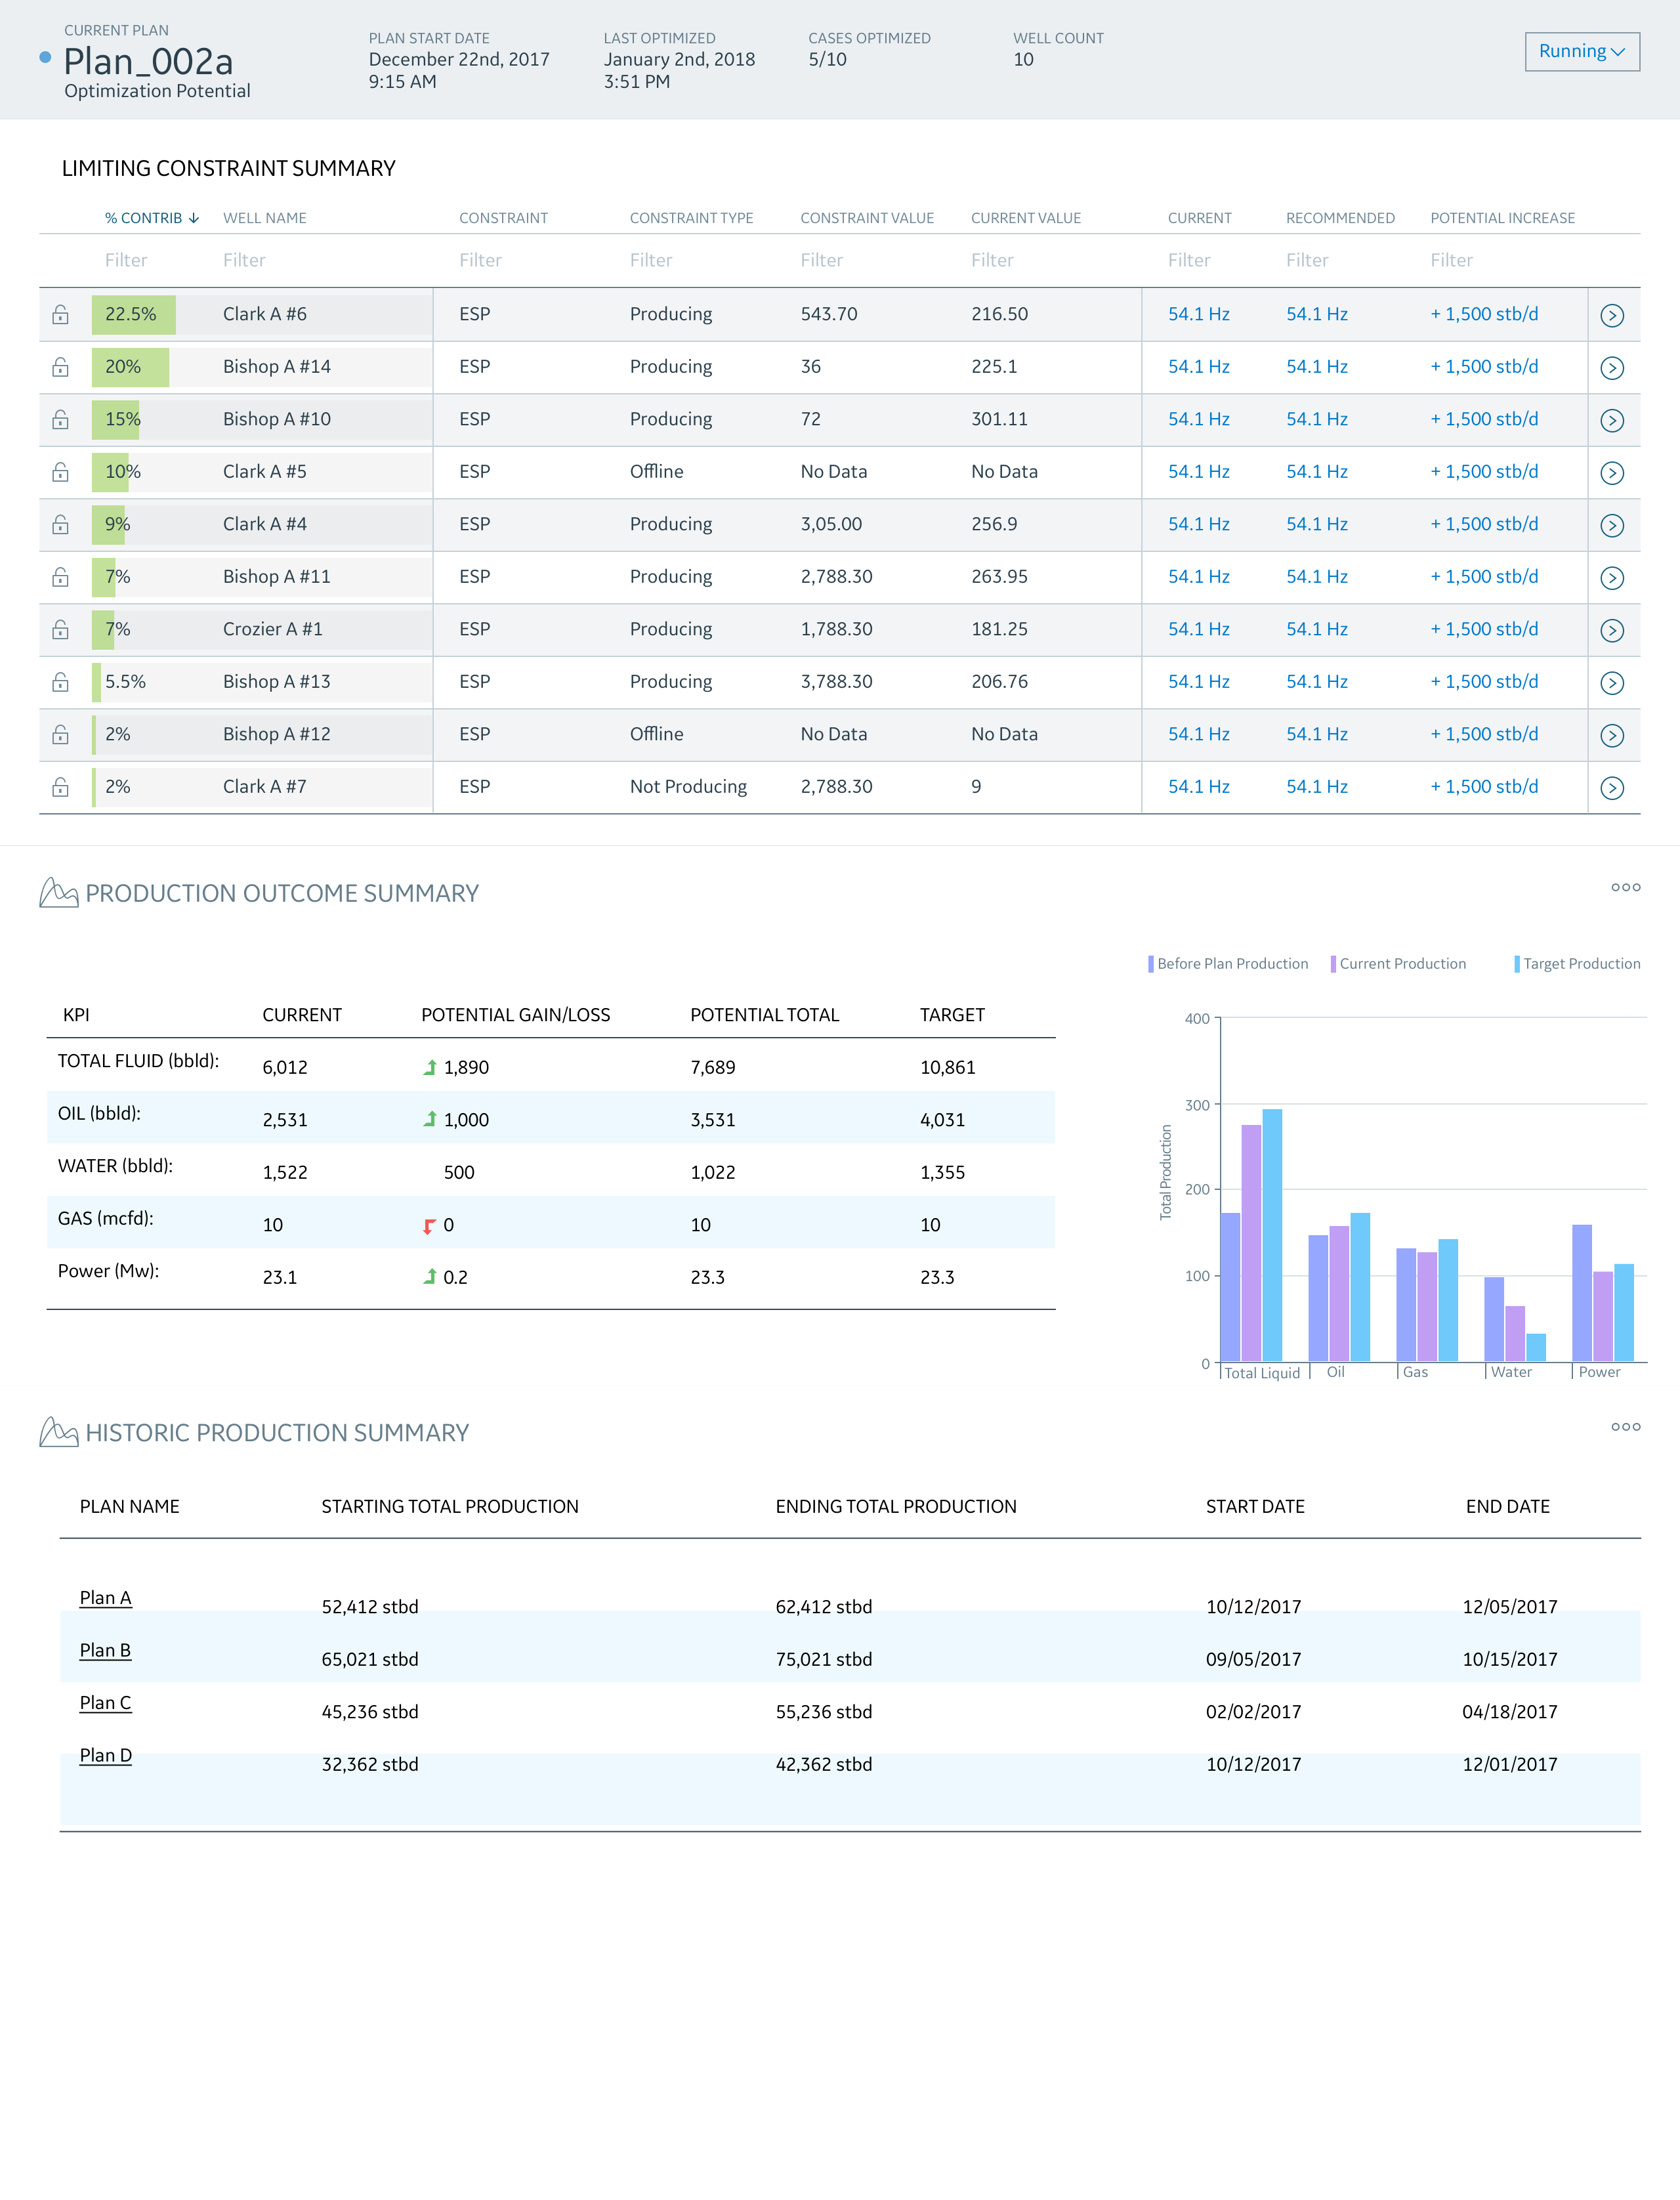 CURRENT PLAN
Plan_002a
Optimization Potential
PLAN START DATE
December 22nd, 2017
9:15 AM
LAST OPTIMIZED
January 2nd, 2018
3:51 PM
CASES OPTIMIZED
5/10
WELL COUNT
10
Running
LIMITING CONSTRAINT SUMMARY
% CONTRIB WELL NAME CONSTRAINT CONSTRAINT TYPE CONSTRAINT VALUE CURRENT VALUE CURRENT RECOMMENDED POTENTIAL INCREASE
Filter Filter Filter Filter Filter Filter Filter Filter Filter
22.5% Clark A #6 ESP Producing 543.70 216.50 54.1 Hz 54.1 Hz + 1,500 stb/d
20% Bishop A #14 ESP Producing 36 225.1 54.1 Hz 54.1 Hz + 1,500 stb/d
15% Bishop A #10 ESP Producing 72 301.11 54.1 Hz 54.1 Hz + 1,500 stb/d
10% Clark A #5 ESP Offline No Data No Data 54.1 Hz 54.1 Hz + 1,500 stb/d
9% Clark A #4 ESP Producing 3,05.00 256.9 54.1 Hz 54.1 Hz + 1,500 stb/d
7% Bishop A #11 ESP Producing 2,788.30 263.95 54.1 Hz 54.1 Hz + 1,500 stb/d
7% Crozier A #1 ESP Producing 1,788.30 181.25 54.1 Hz 54.1 Hz + 1,500 stb/d
5.5% Bishop A #13 ESP Producing 3,788.30 206.76 54.1 Hz 54.1 Hz + 1,500 stb/d
2% Bishop A #12 ESP Offline No Data No Data 54.1 Hz 54.1 Hz + 1,500 stb/d
2% Clark A #7 ESP Not Producing 2,788.30 9 54.1 Hz 54.1 Hz + 1,500 stb/d
PRODUCTION OUTCOME SUMMARY
KPI CURRENT POTENTIAL GAIN/LOSS POTENTIAL TOTAL TARGET
TOTAL FLUID (bbld): 6,012 1,890 7,689 10,861
OIL (bbld): 2,531 1,000 3,531 4,031
WATER (bbld): 1,522 500 1,022 1,355
GAS (mcfd): 10 0 10 10
Power (Mw): 23.1 0.2 23.3 23.3
Before Plan Production Current Production Target Production
Total Production
400
300
200
100
0
Total Liquid Oil Gas Water Power
HISTORIC PRODUCTION SUMMARY
PLAN NAME STARTING TOTAL PRODUCTION ENDING TOTAL PRODUCTION START DATE END DATE
Plan A 52,412 stbd 62,412 stbd 10/12/2017 12/05/2017
Plan B 65,021 stbd 75,021 stbd 09/05/2017 10/15/2017
Plan C 45,236 stbd 55,236 stbd 02/02/2017 04/18/2017
Plan D 32,362 stbd 42,362 stbd 10/12/2017 12/01/2017